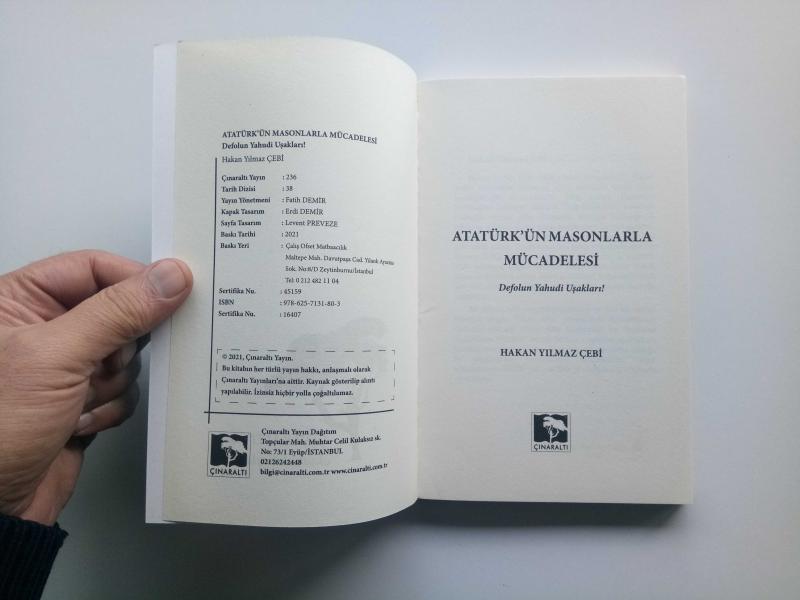 ATATÜRK'ÜN MASONLARLA MÜCADELESİ
Defolun Yahudi Uşakları!
Hakan Yılmaz ÇEBİ
Çınaraltı Yayın : 236
Tarih Dizisi : 38
Yayın Yönetmeni : Fatih DEMİR
Kapak Tasarım : Erdi DEMİR
Sayfa Tasarım : Levent PREVEZE
Baskı Tarihi : 2021
Baskı Yeri : Çalış Ofset Matbaacılık
Maltepe Mah. Davutpaşa Cad. Yılanlı Ayazma
Sok. No:8/D Zeytinburnu/İstanbul
Tel: 0 212 482 11 04
Sertifika No. : 45159
ISBN : 978-625-7131-80-3
Sertifika No. : 16407
© 2021, Çınaraltı Yayın.
Bu kitabın her türlü yayın hakkı, anlaşmalı olarak
Çınaraltı Yayınları'na aittir. Kaynak gösterilip alıntı
yapılabilir. İzinsiz hiçbir yolla çoğaltılamaz.
ÇINARALTI
Çınaraltı Yayın Dağıtım
Topçular Mah. Muhtar Celil Kulaksız sk.
No: 73/1 Eyüp/İSTANBUL
02126242448
bilgi@cinaralti.com.tr www.cinaralti.com.tr
ATATÜRK'ÜN MASONLARLA
MÜCADELESİ
Defolun Yahudi Uşakları!
HAKAN YILMAZ ÇEBİ
ÇINARALTI